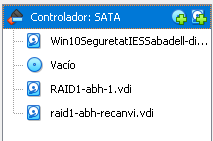 Controlador: SATA
Win10SeguretatIESSabadell-di...
Vacío
RAID1-abh-1.vdi
raid1-abh-recanvi.vdi